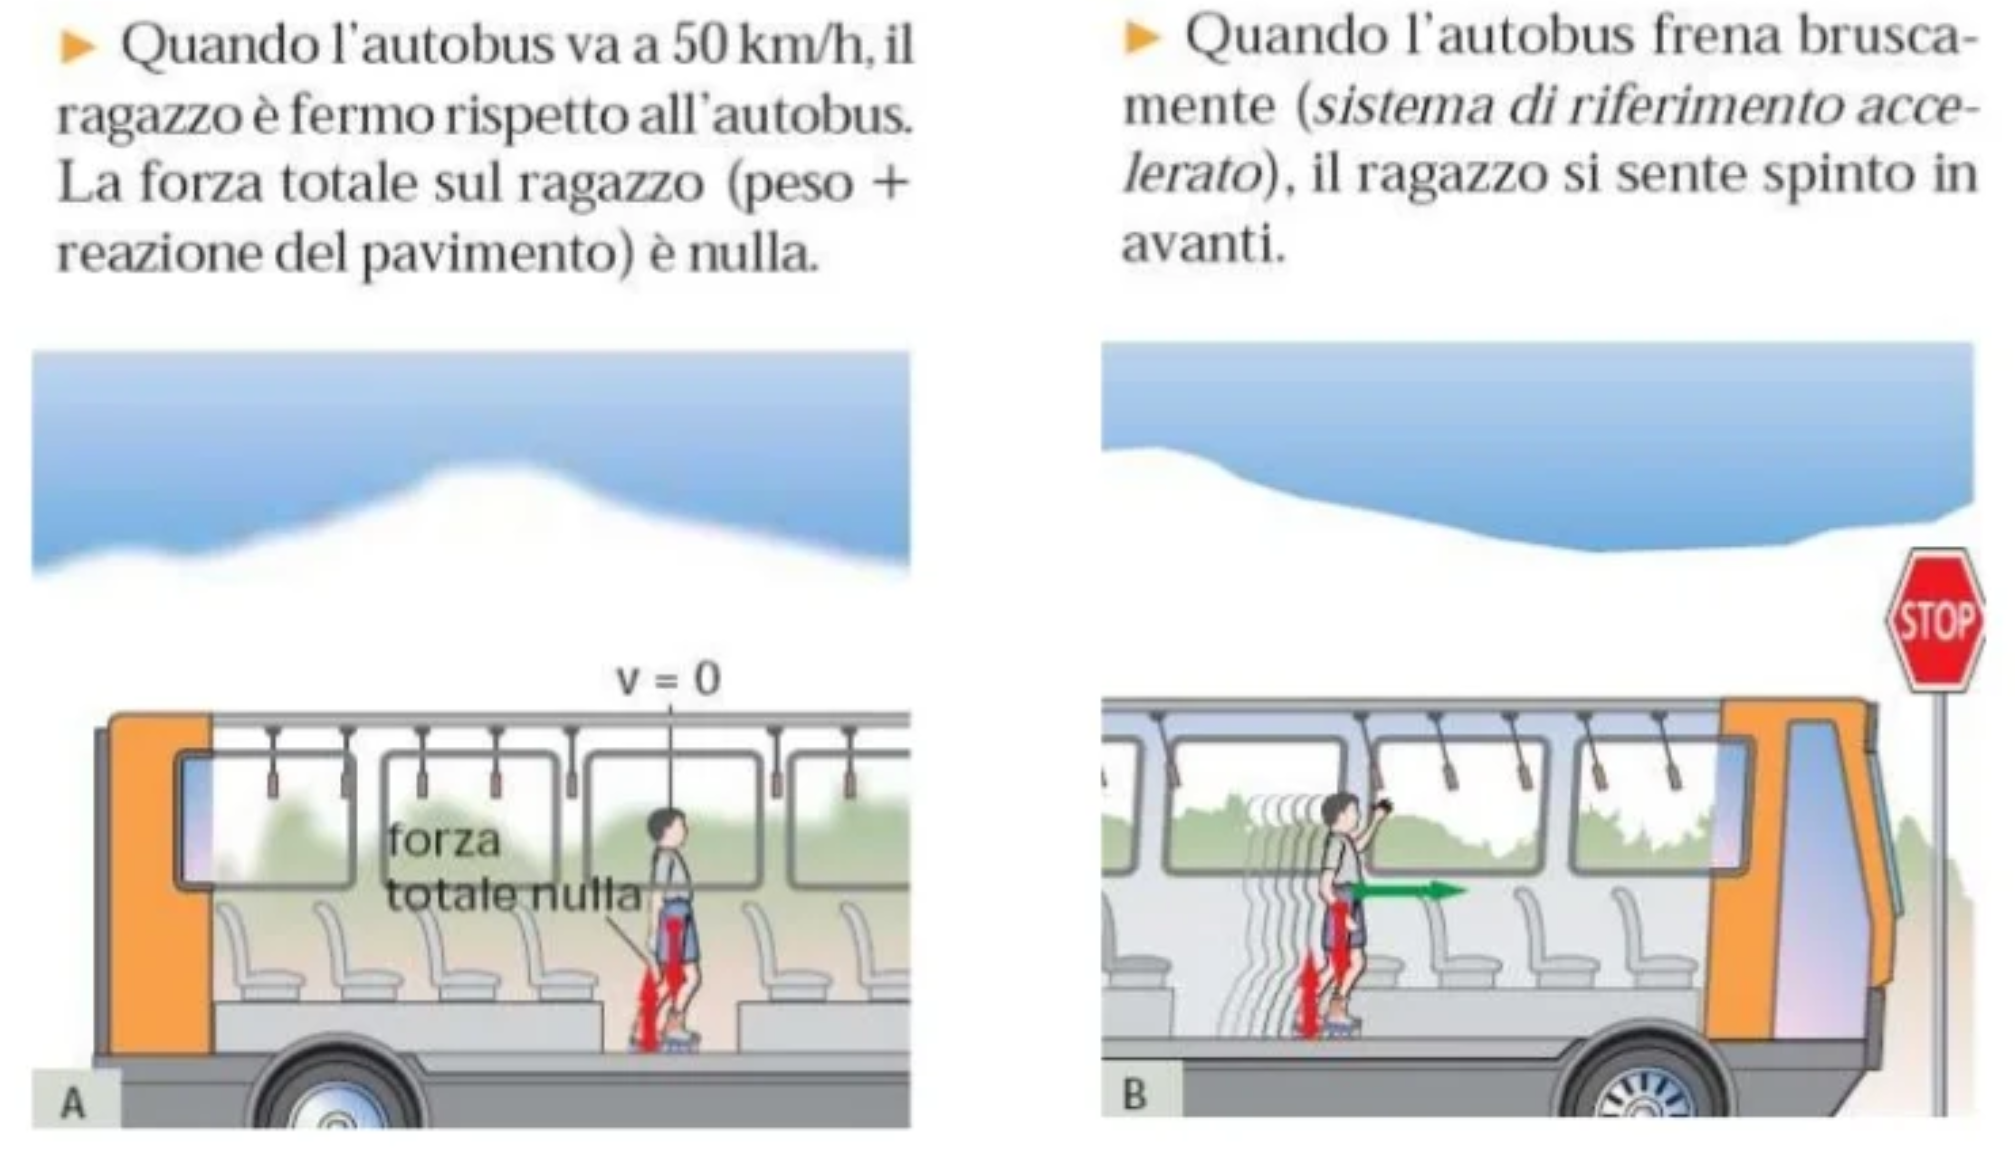 ► Quando l'autobus va a 50 km/h, il
ragazzo è fermo rispetto all'autobus.
La forza totale sul ragazzo (peso +
reazione del pavimento) è nulla.
v = 0
forza
totale nulla
A
► Quando l'autobus frena brusca-
mente (sistema di riferimento acce-
lerato), il ragazzo si sente spinto in
avanti.
STOP
B